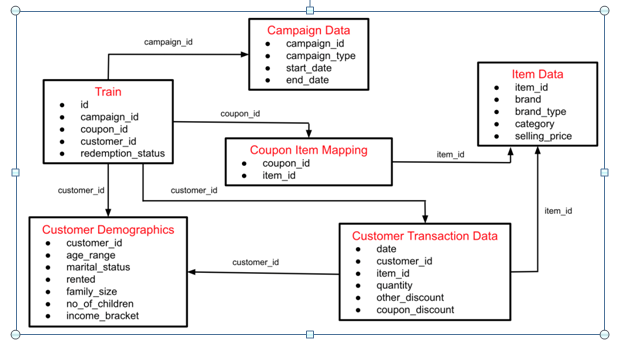 Campaign Data
campaign_id
campaign_type
start_date
end_date
campaign_id
Item Data
item_id
brand
brand_type
category
selling_price
Train
id
campaign_id
coupon_id
customer_id
redemption_status
coupon_id
Coupon Item Mapping
coupon_id
item_id
item_id
customer_id
customer_id
item_id
Customer Demographics
customer_id
age_range
marital_status
rented
family_size
no_of_children
income_bracket
customer_id
Customer Transaction Data
date
customer_id
item_id
quantity
other_discount
coupon_discount